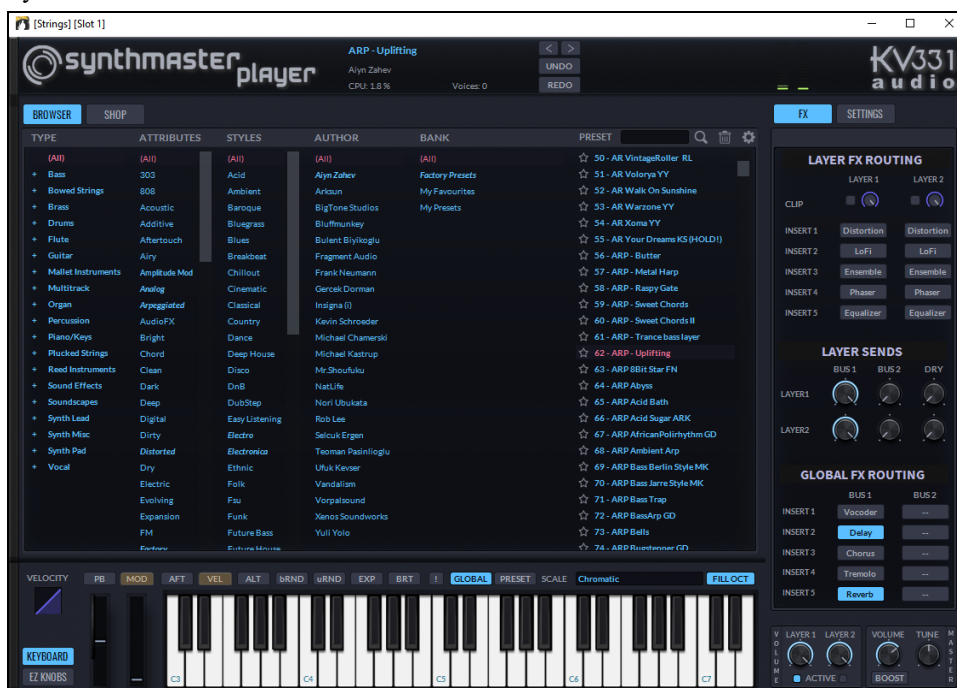 [Strings] [Slot 1]
synthmaster player
ARP - Uplifting
Aiyn Zahev
CPU: 1.8 % Voices: 0
< >
UNDO
REDO
KV331
audio
BROWSER SHOP
FX SETTINGS
TYPE ATTRIBUTES STYLES AUTHOR BANK PRESET
(All) (All) (All) (All) (All) 50 - AR VintageRoller RL
+ Bass 303 Acid Aiyn Zahev Factory Presets 51 - AR Volorya YY
+ Bowed Strings 808 Ambient Arksun My Favourites 52 - AR Walk On Sunshine
+ Brass Acoustic Baroque BigTone Studios My Presets 53 - AR Warzone YY
+ Drums Additive Bluegrass Bluffmunkey 54 - AR Xoma YY
+ Flute Aftertouch Blues Bulent Biyikoglu 55 - AR Your Dreams KS (HOLD!)
+ Guitar Airy Breakbeat Fragment Audio 56 - ARP - Butter
+ Mallet Instruments Amplitude Mod Chillout Frank Neumann 57 - ARP - Metal Harp
+ Multitrack Analog Cinematic Gercek Dorman 58 - ARP - Raspy Gate
+ Organ Arpeggiated Classical Insigna (i) 59 - ARP - Sweet Chords
+ Percussion AudioFX Country Kevin Schroeder 60 - ARP - Sweet Chords II
+ Piano/Keys Bright Dance Michael Chamerski 61 - ARP - Trance bass layer
+ Plucked Strings Chord Deep House Michael Kastrup 62 - ARP - Uplifting
+ Reed Instruments Clean Disco Mr.Shoufuku 63 - ARP 8Bit Star FN
+ Sound Effects Dark DnB NatLife 64 - ARP Abyss
+ Soundscapes Deep DubStep Nori Ubukata 65 - ARP Acid Bath
+ Synth Lead Digital Easy Listening Rob Lee 66 - ARP Acid Sugar ARK
+ Synth Misc Dirty Electro Selcuk Ergen 67 - ARP AfricanPolirhythm GD
+ Synth Pad Distorted Electronica Teoman Pasinlioglu 68 - ARP Ambient Arp
+ Vocal Dry Ethnic Ufuk Kevser 69 - ARP Bass Berlin Style MK
Electric Folk Vandalism 70 - ARP Bass Jarre Style MK
Evolving Fsu Vorpalsound 71 - ARP Bass Trap
Expansion Funk Xenos Soundworks 72 - ARP BassArp GD
FM Future Bass Yuli Yolo 73 - ARP Bells
Factory Future House 74 - ARP Bugstepper GD
LAYER FX ROUTING
LAYER 1 LAYER 2
CLIP
INSERT 1 Distortion Distortion
INSERT 2 LoFi LoFi
INSERT 3 Ensemble Ensemble
INSERT 4 Phaser Phaser
INSERT 5 Equalizer Equalizer
LAYER SENDS
BUS 1 BUS 2 DRY
LAYER1
LAYER2
GLOBAL FX ROUTING
BUS 1 BUS 2
INSERT 1 Vocoder --
INSERT 2 Delay --
INSERT 3 Chorus --
INSERT 4 Tremolo --
INSERT 5 Reverb --
VELOCITY PB MOD AFT VEL ALT bRND uRND EXP BRT ! GLOBAL PRESET SCALE Chromatic FILL OCT
KEYBOARD
EZ KNOBS
C3 C4 C5 C6 C7
VOLUME LAYER 1 LAYER 2 VOLUME TUNE MASTER
ACTIVE BOOST